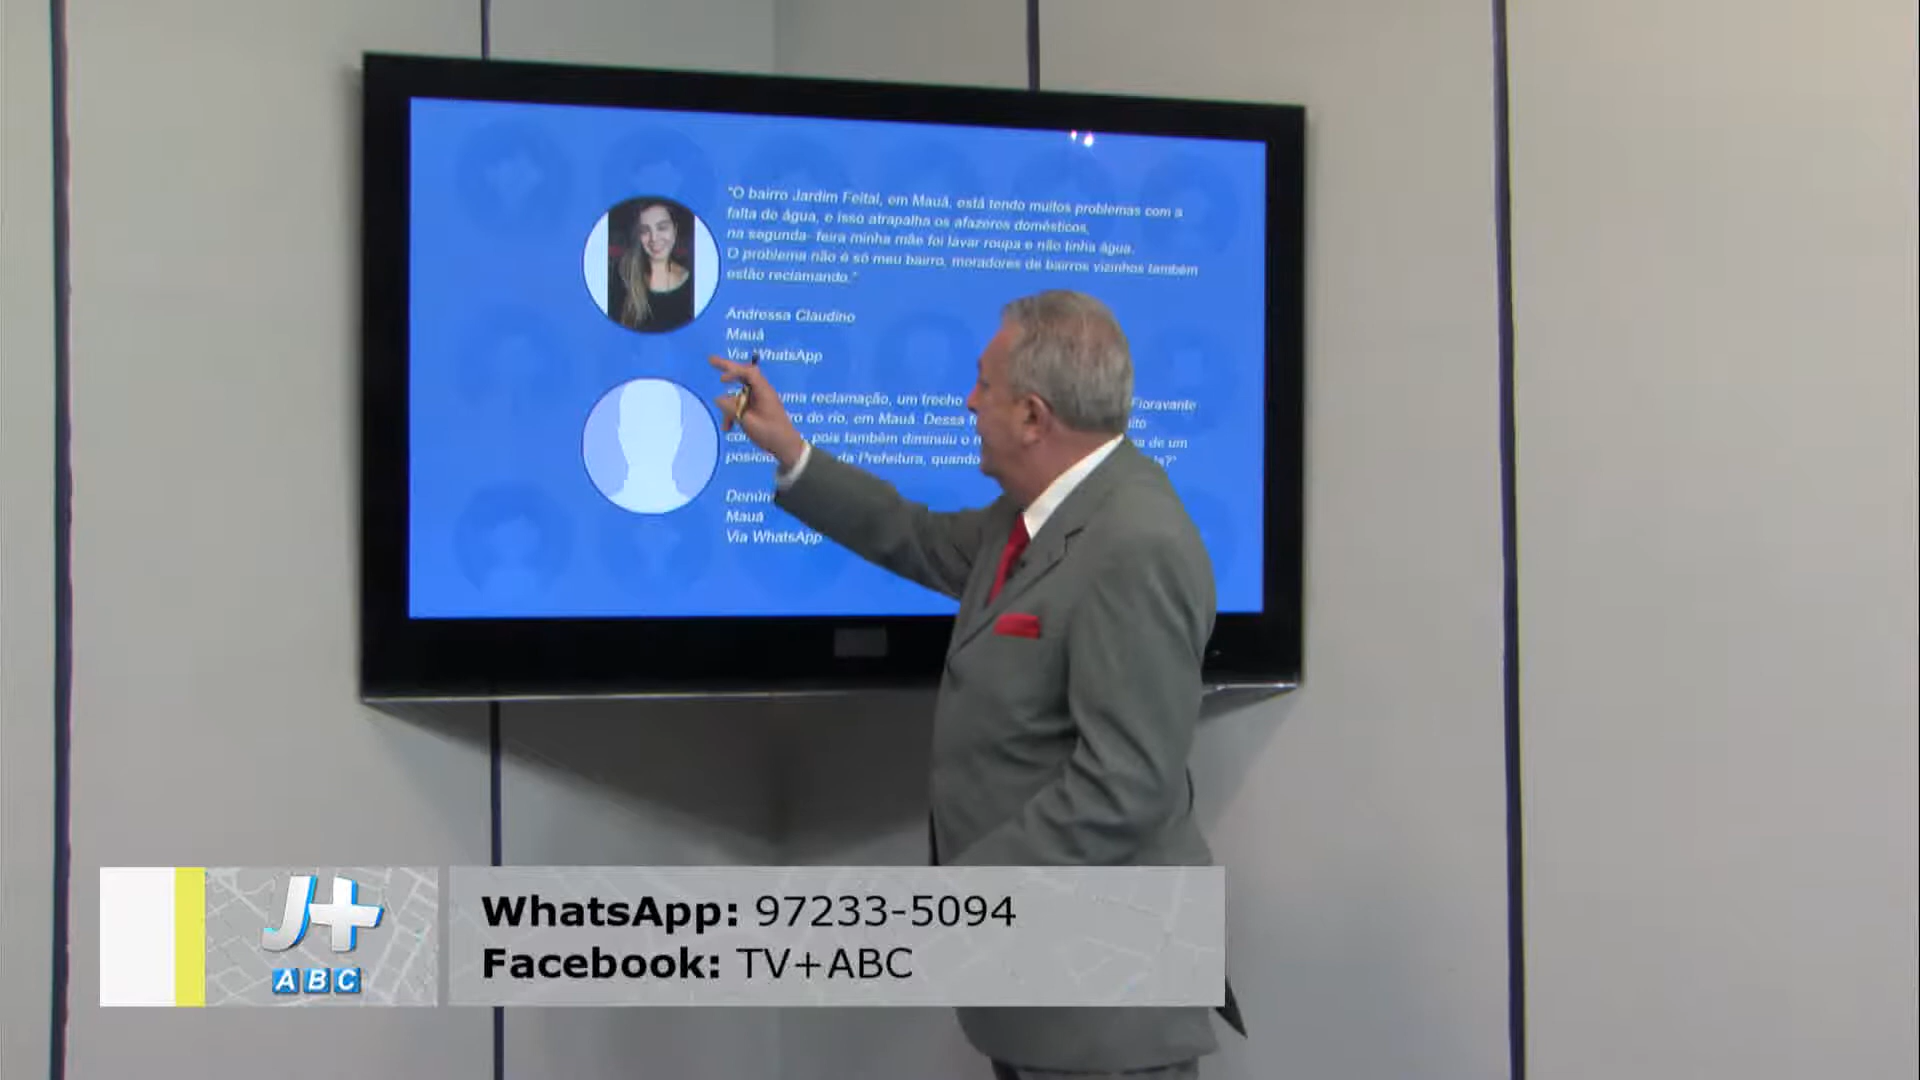 "O bairro Jardim Feital, em Mauá, está tendo muitos problemas com a
falta de água, e isso atrapalha os afazeres domésticos,
na segunda- feira minha mãe foi lavar roupa e não tinha água.
O problema não é só meu bairro, moradores de bairros vizinhos também
estão reclamando."
Andressa Claudino
Mauá
Via WhatsApp
uma reclamação, um trecho Fioravante
do rio, em Mauá. Dessa
pois também diminuiu o de um
da Prefeitura, quando
Mauá
Via WhatsApp
J+
ABC
WhatsApp: 97233-5094
Facebook: TV+ABC